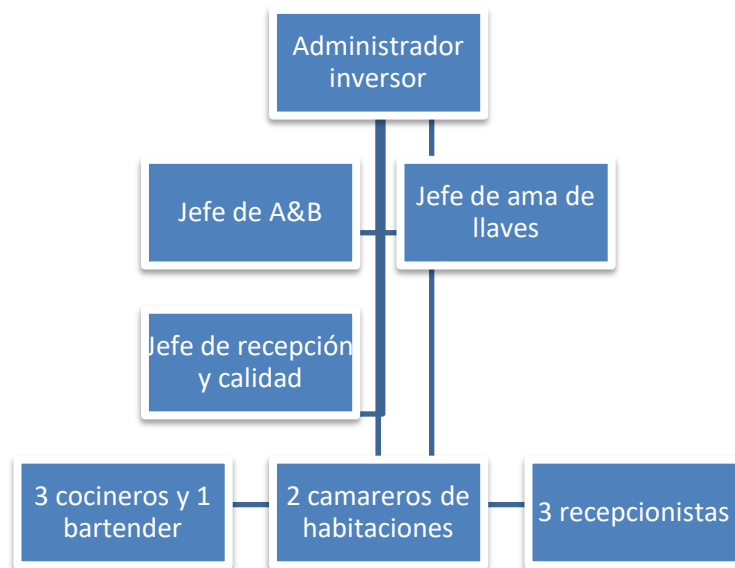 Administrador
inversor
Jefe de A&B
Jefe de ama de
llaves
Jefe de recepción
y calidad
3 cocineros y 1
bartender
2 camareros de
habitaciones
3 recepcionistas